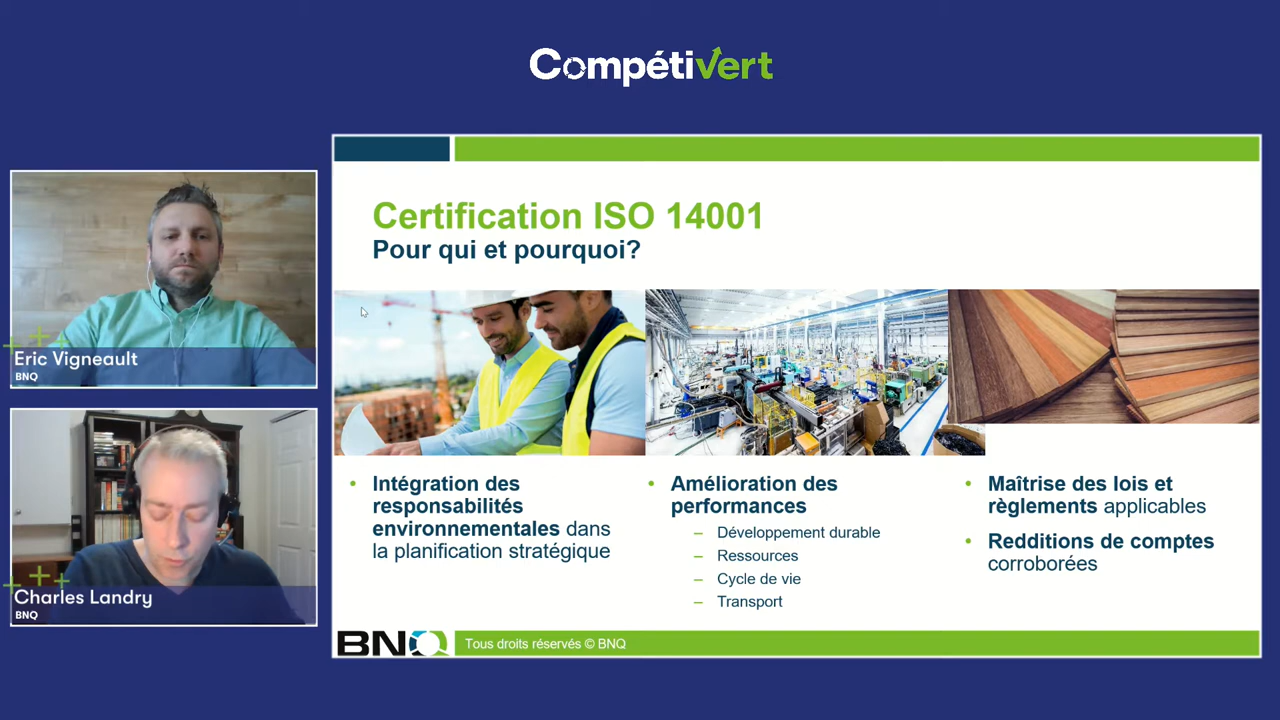 CompétiVert
Certification ISO 14001
Pour qui et pourquoi?
Eric Vigneault
BNQ
Charles Landry
BNQ
• Intégration des
responsabilités
environnementales dans
la planification stratégique
• Amélioration des
performances
– Développement durable
– Ressources
– Cycle de vie
– Transport
• Maîtrise des lois et
règlements applicables
• Redditions de comptes
corroborées
BNQ
Tous droits réservés © BNQ